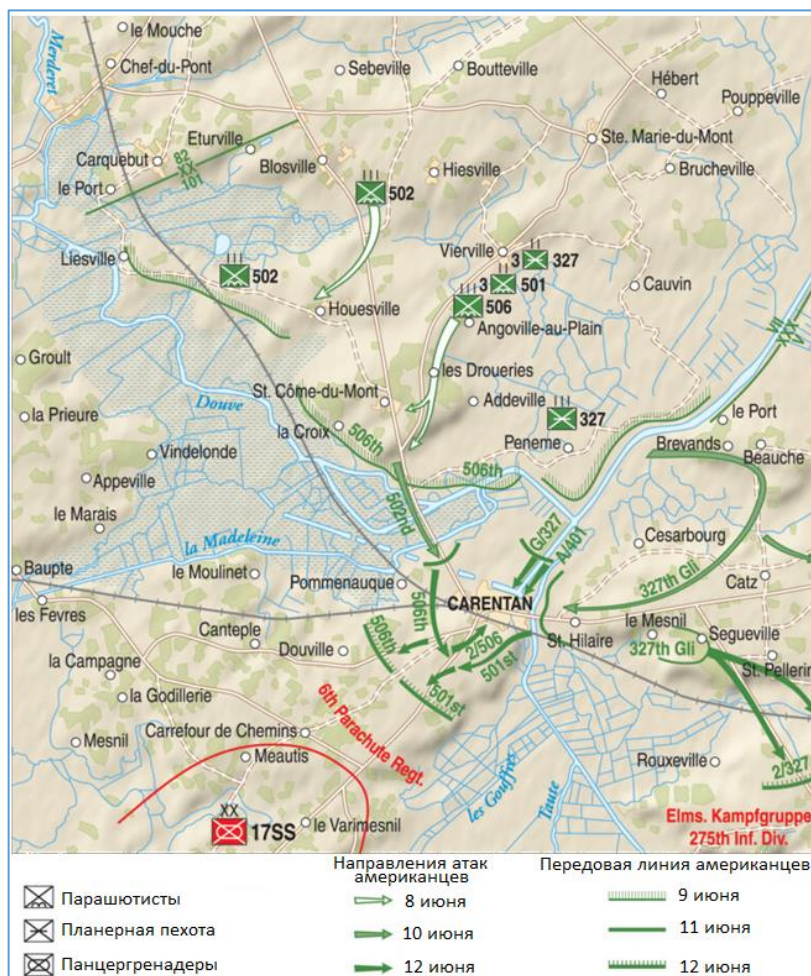 le Mouche
Merderet
Chef-du-Pont
Sebeville
Boutteville
Hébert
Pouppeville
Eturville
Ste. Marie-du-Mont
Carquebut
82
XX
101
Blosville
Hiesville
Brucheville
le Port
502
Vierville
3 327
Liesville
502
3 501
506
Cauvin
Houesville
Angoville-au-Plain
VII
XXX
V
Groult
les Droueries
St. Côme-du-Mont
Addeville
327
le Port
la Prieure
Douve
la Croix
506th
Peneme
Brevands
Beauche
Vindelonde
506th
Appeville
502nd
le Marais
la Madeleine
G/327
A/401
Cesarbourg
Baupte
le Moulinet
Pommenauque
327th Gli
Catz
les Fevres
CARENTAN
506th
St. Hilaire
le Mesnil
Segueville
Canteple
Douville
506th
2/506
501st
327th Gli
St. Pellerin
la Campagne
501st
la Godillerie
6th Parachute Regt.
Carrefour de Chemins
Mesnil
Meautis
Rouxeville
2/327
les Gouffres
Taute
XX
17SS
le Varimesnil
Elms. Kampfgruppe
275th Inf. Div.
Направления атак
американцев
Передовая линия американцев
Парашютисты
8 июня
9 июня
Планерная пехота
10 июня
11 июня
Панцергренадеры
12 июня
12 июня